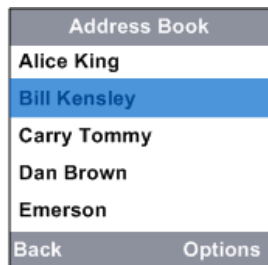 Address Book
Alice King
Bill Kensley
Carry Tommy
Dan Brown
Emerson
Back Options